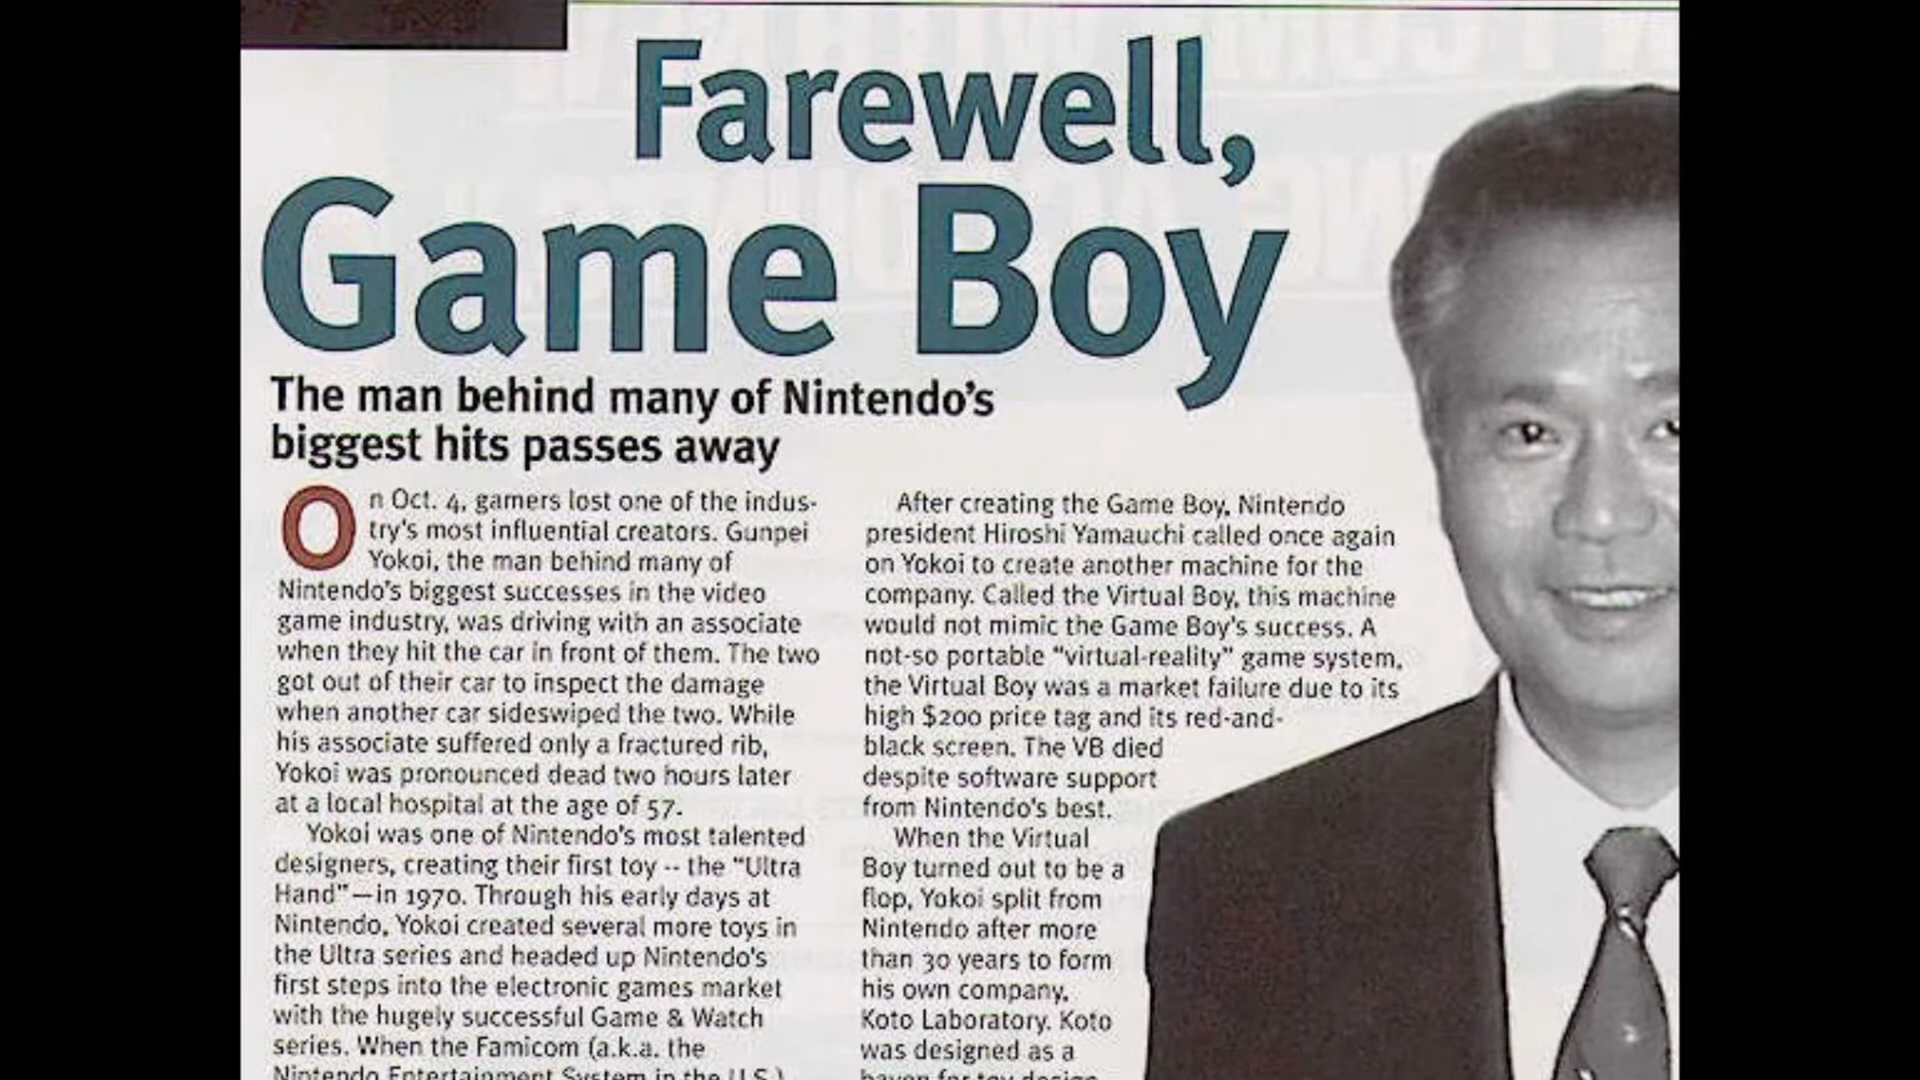 Farewell,
Game Boy
The man behind many of Nintendo's
biggest hits passes away
On Oct. 4, gamers lost one of the indus-
try's most influential creators. Gunpei
Yokoi, the man behind many of
Nintendo's biggest successes in the video
game industry, was driving with an associate
when they hit the car in front of them. The two
got out of their car to inspect the damage
when another car sideswiped the two. While
his associate suffered only a fractured rib,
Yokoi was pronounced dead two hours later
at a local hospital at the age of 57.
Yokoi was one of Nintendo's most talented
designers, creating their first toy -- the "Ultra
Hand"—in 1970. Through his early days at
Nintendo, Yokoi created several more toys in
the Ultra series and headed up Nintendo's
first steps into the electronic games market
with the hugely successful Game & Watch
series. When the Famicom (a.k.a. the
Nintendo Entertainment System in the U.S.)
After creating the Game Boy, Nintendo
president Hiroshi Yamauchi called once again
on Yokoi to create another machine for the
company. Called the Virtual Boy, this machine
would not mimic the Game Boy's success. A
not-so portable "virtual-reality" game system,
the Virtual Boy was a market failure due to its
high $200 price tag and its red-and-
black screen. The VB died
despite software support
from Nintendo's best.
When the Virtual
Boy turned out to be a
flop, Yokoi split from
Nintendo after more
than 30 years to form
his own company,
Koto Laboratory. Koto
was designed as a
haven for toy design